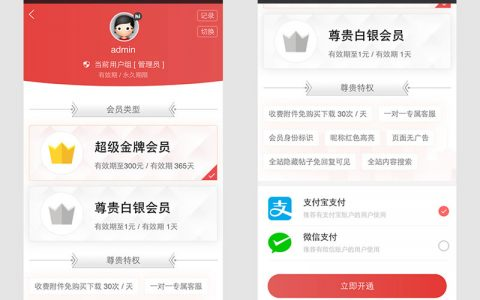 记录
切换
admin
当前用户组 [ 管理员 ]
有效期 / 永久期限
会员类型
超级金牌会员
有效期至300元 / 有效期 365天
尊贵白银会员
有效期至1元 / 有效期 1天
尊贵特权
收费附件免购买下载 30次 / 天
一对一专属客服
尊贵白银会员
有效期至1元 / 有效期 1天
尊贵特权
收费附件免购买下载 30次 / 天
一对一专属客服
会员身份标识
昵称红色高亮
页面无广告
全站隐藏帖子免回复可见
全站内容搜索
支付宝支付
推荐有支付宝账户的用户使用
微信支付
推荐有微信账户的用户使用
立即开通